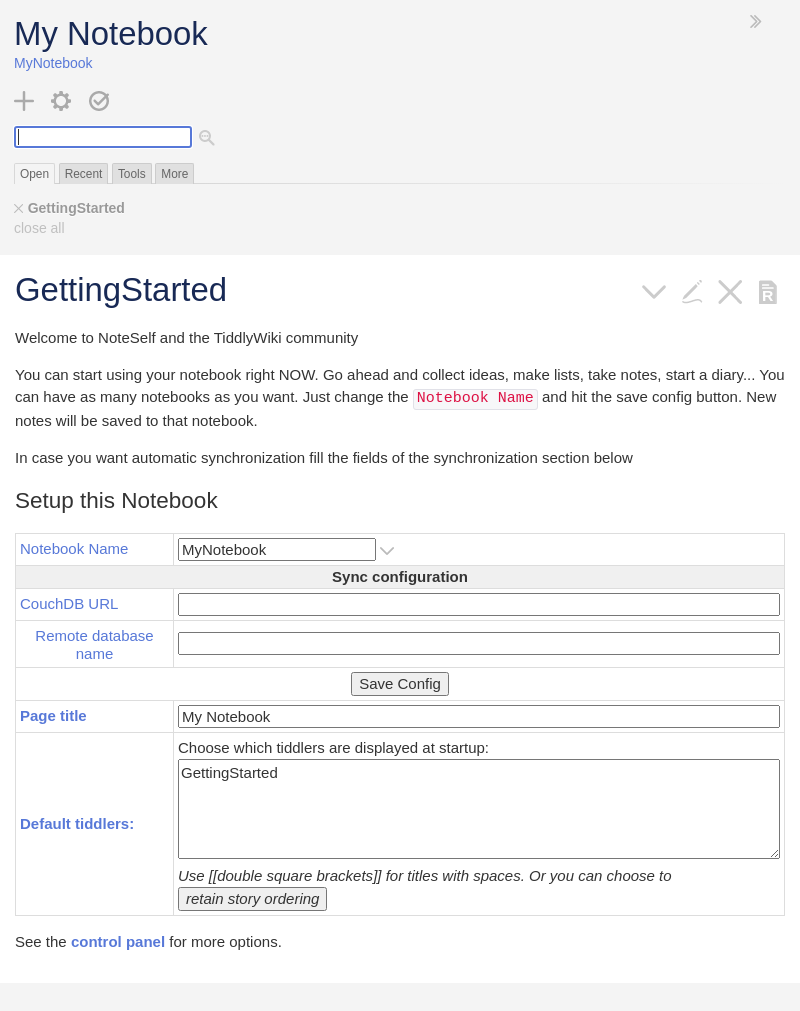 My Notebook
MyNotebook
Open Recent Tools More
GettingStarted
close all
GettingStarted
Welcome to NoteSelf and the TiddlyWiki community
You can start using your notebook right NOW. Go ahead and collect ideas, make lists, take notes, start a diary... You
can have as many notebooks as you want. Just change the Notebook Name and hit the save config button. New
notes will be saved to that notebook.
In case you want automatic synchronization fill the fields of the synchronization section below
Setup this Notebook
Notebook Name MyNotebook
Sync configuration
CouchDB URL
Remote database
name
Save Config
Page title My Notebook
Choose which tiddlers are displayed at startup:
GettingStarted
Default tiddlers:
Use [[double square brackets]] for titles with spaces. Or you can choose to
retain story ordering
See the control panel for more options.